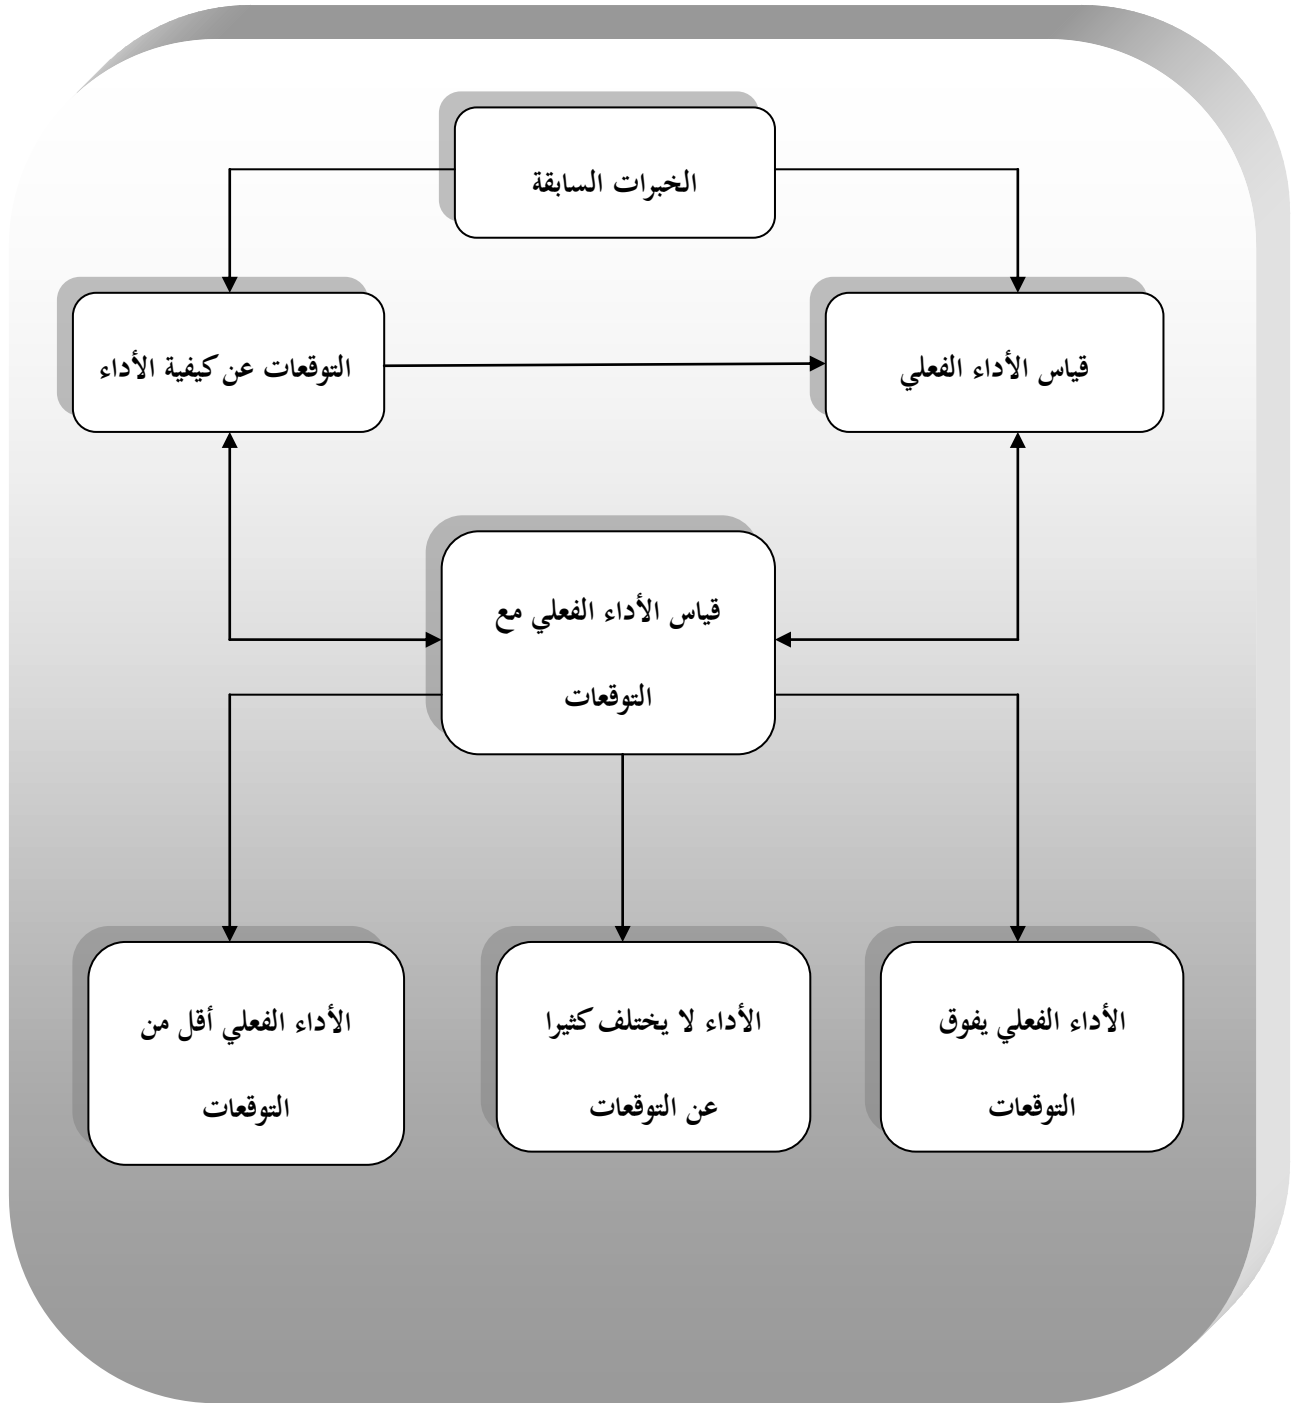 الخبرات السابقة
قياس الأداء الفعلي
التوقعات عن كيفية الأداء
قياس الأداء الفعلي مع
التوقعات
الأداء الفعلي يفوق
التوقعات
الأداء لا يختلف كثيرا
عن التوقعات
الأداء الفعلي أقل من
التوقعات